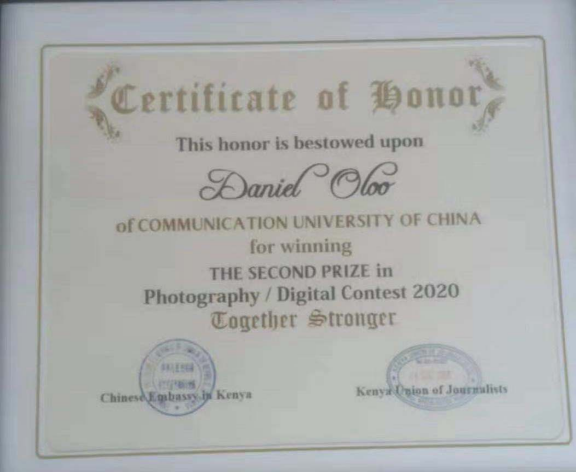 Certificate of Honor
This honor is bestowed upon
Daniel Oloo
of COMMUNICATION UNIVERSITY OF CHINA
for winning
THE SECOND PRIZE in
Photography / Digital Contest 2020
Together Stronger
Chinese Embassy in Kenya
Kenya Union of Journalists